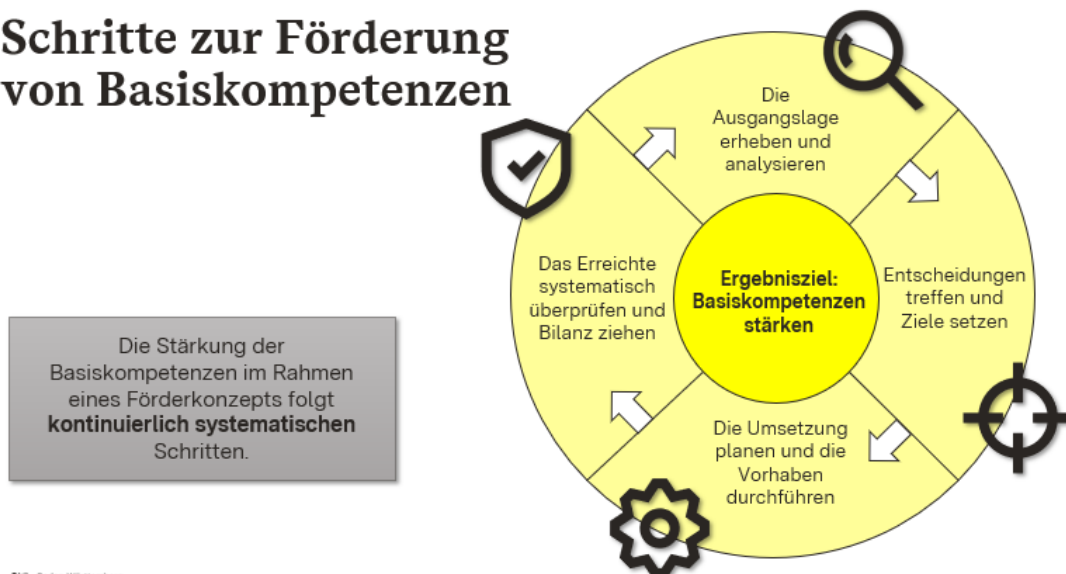 Schritte zur Förderung
von Basiskompetenzen
Die
Ausgangslage
erheben und
analysieren
Entscheidungen
treffen und
Ziele setzen
Die Umsetzung
planen und die
Vorhaben
durchführen
Das Erreichte
systematisch
überprüfen und
Bilanz ziehen
Ergebnisziel:
Basiskompetenzen
stärken
Die Stärkung der
Basiskompetenzen im Rahmen
eines Förderkonzepts folgt
kontinuierlich systematischen
Schritten.